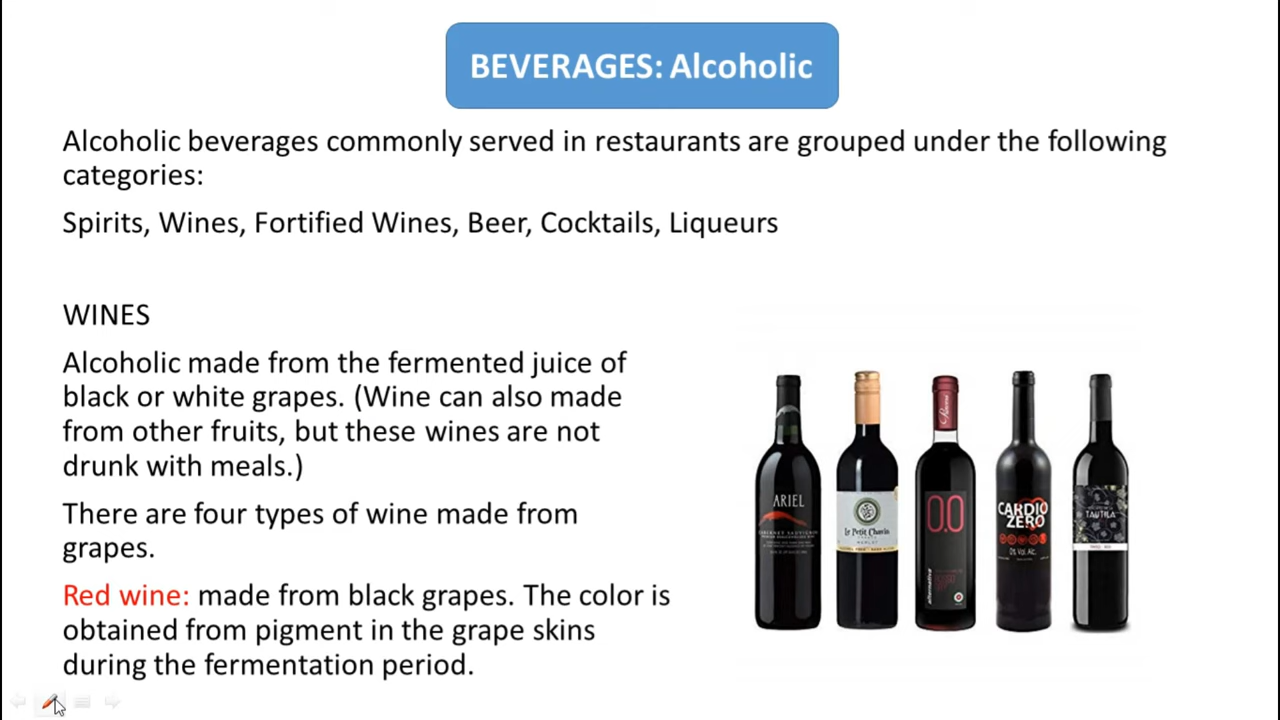 BEVERAGES: Alcoholic
Alcoholic beverages commonly served in restaurants are grouped under the following
categories:
Spirits, Wines, Fortified Wines, Beer, Cocktails, Liqueurs
WINES
Alcoholic made from the fermented juice of
black or white grapes. (Wine can also made
from other fruits, but these wines are not
drunk with meals.)
There are four types of wine made from
grapes.
Red wine: made from black grapes. The color is
obtained from pigment in the grape skins
during the fermentation period.
ARIEL
CABERNET SAUVIGNON
Le Petit Chavin
MERLOT
0.0
CARDIO
ZERO
TAUTILA